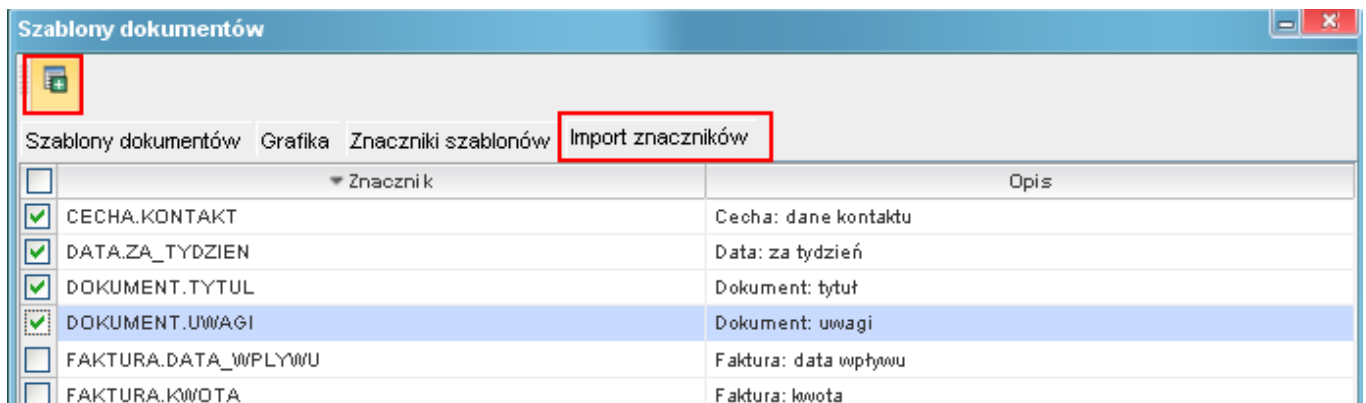 Szablony dokumentów
Szablony dokumentów Grafika Znaczniki szablonów Import znaczników
Znacznik Opis
CECHA.KONTAKT Cecha: dane kontaktu
DATA.ZA_TYDZIEN Data: za tydzień
DOKUMENT.TYTUL Dokument: tytuł
DOKUMENT.UWAGI Dokument: uwagi
FAKTURA.DATA_WPLYWU Faktura: data wpływu
FAKTURA.KWOTA Faktura: kwota